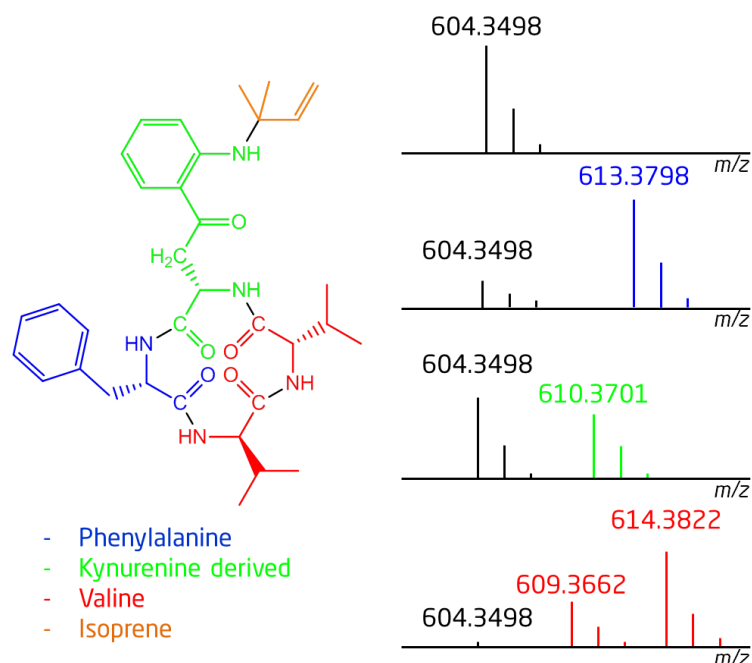 604.3498
m/z
613.3798
604.3498
m/z
604.3498
610.3701
m/z
614.3822
609.3662
604.3498
m/z
NH
O
H₂C
NH
HN
C
O
O
C
O
O
NH
C
C
HN
- Phenylalanine
- Kynurenine derived
- Valine
- Isoprene